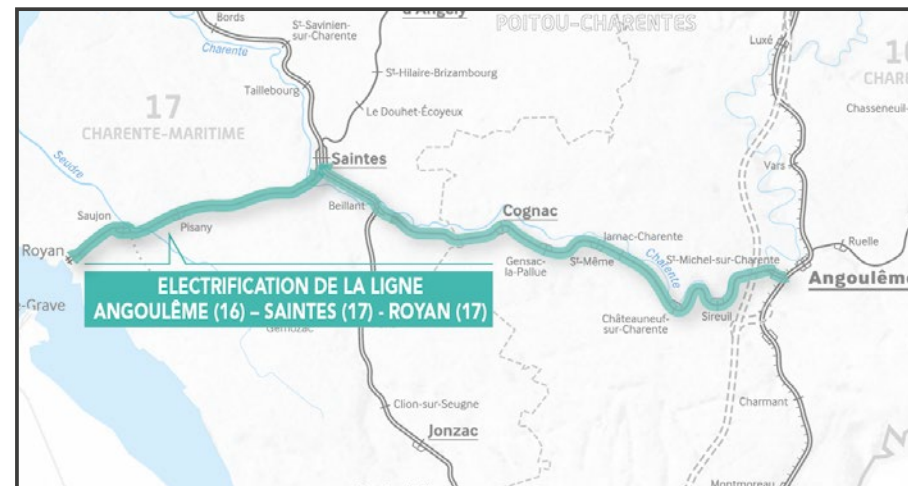 d'Angély
POITOU-CHARENTES
Bords
St-Savinien-
sur-Charente
Charente
Luxé
St-Hilaire-Brizambourg
Taillebourg
Le Douhet-Écoyeux
17
CHARENTE-MARITIME
Chasseneuil-
Seudre
Saintes
Vars
Beillant
Saujon
Pisany
Cognac
Royan
Jarnac-Charente
Gensac-
la-Pallue
St-Même
Charente
St-Michel-sur-Charente
Ruelle
Angoulême
ELECTRIFICATION DE LA LIGNE
ANGOULÊME (16) – SAINTES (17) - ROYAN (17)
e-Grave
Gémozac
Châteauneuf-
sur-Charente
Sireuil
Clion-sur-Seugne
Charmant
Jonzac
Montmoreau